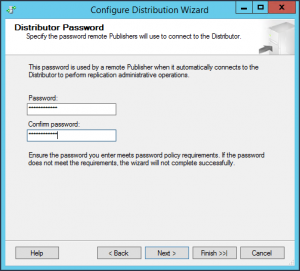 Configure Distribution Wizard
Distributor Password
Specify the password remote Publishers will use to connect to the Distributor.
This password is used by a remote Publisher when it automatically connects to the
Distributor to perform replication administrative operations.
Password:
************
Confirm password:
************
Ensure the password you enter meets password policy requirements. If the password
does not meet the requirements, the wizard will not complete successfully.
Help
< Back
Next >
Finish >>|
Cancel